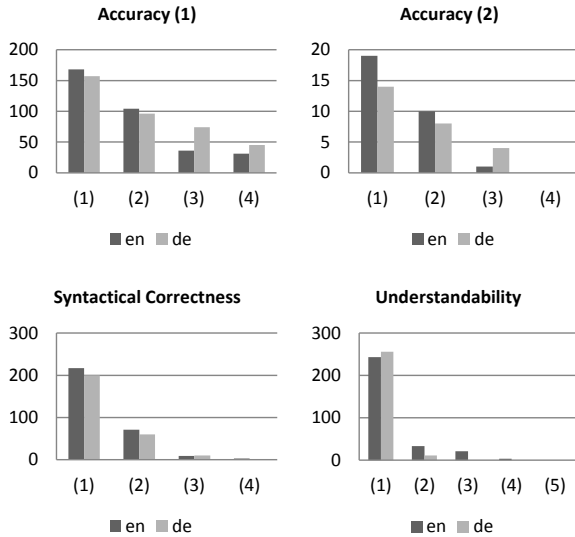 Accuracy (1)
200
150
100
50
0
(1) (2) (3) (4)
en de
Accuracy (2)
20
15
10
5
0
(1) (2) (3) (4)
en de
Syntactical Correctness
300
200
100
0
(1) (2) (3) (4)
en de
Understandability
300
200
100
0
(1) (2) (3) (4) (5)
en de